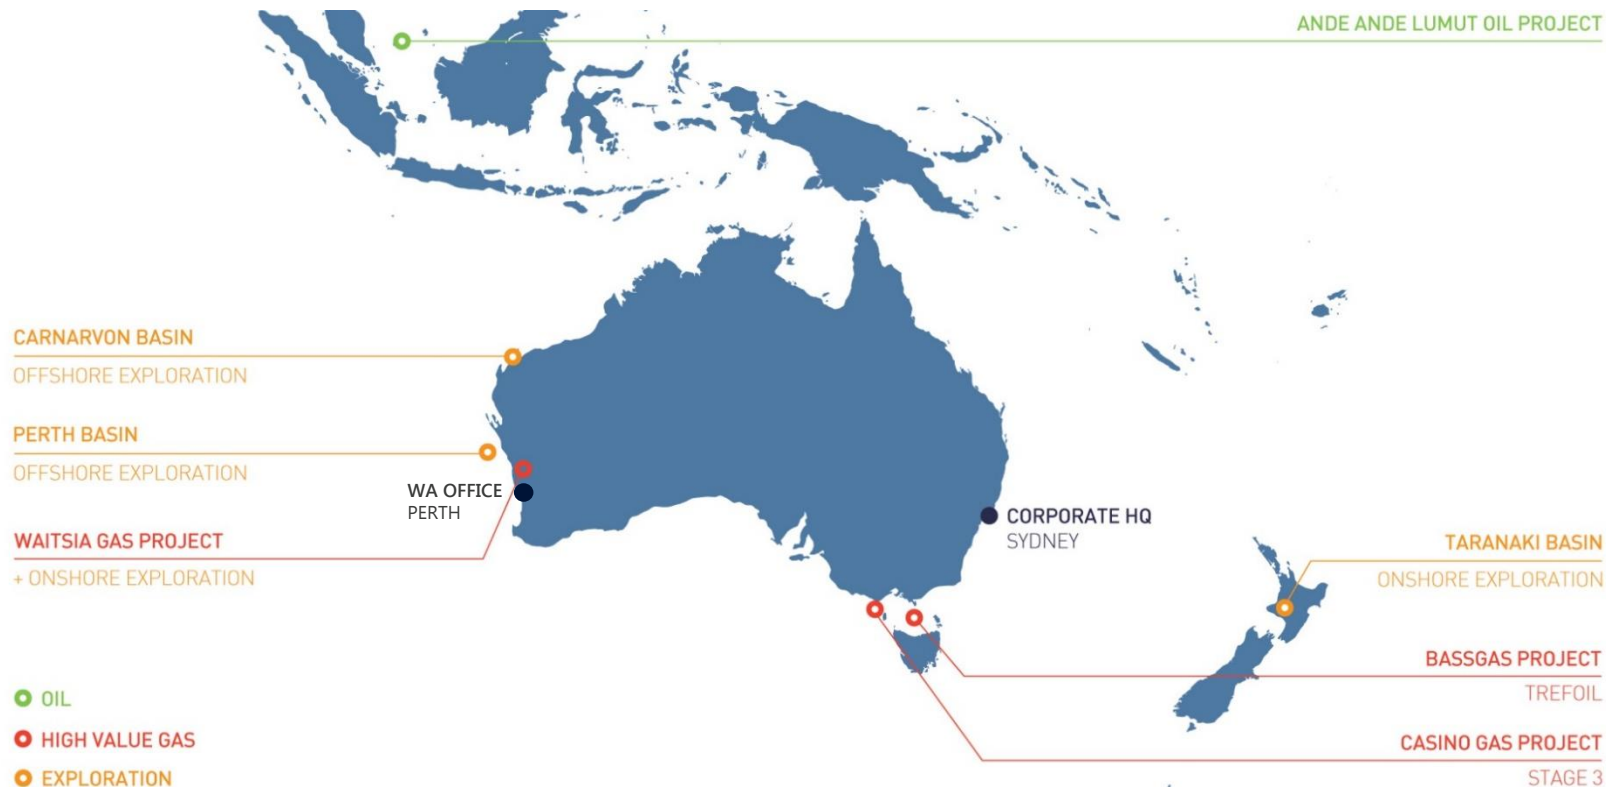 ANDE ANDE LUMUT OIL PROJECT
CARNARVON BASIN
OFFSHORE EXPLORATION
PERTH BASIN
OFFSHORE EXPLORATION
WA OFFICE
PERTH
WAITSIA GAS PROJECT
+ ONSHORE EXPLORATION
CORPORATE HQ
SYDNEY
TARANAKI BASIN
ONSHORE EXPLORATION
BASSGAS PROJECT
TREFOIL
CASINO GAS PROJECT
STAGE 3
OIL
HIGH VALUE GAS
EXPLORATION